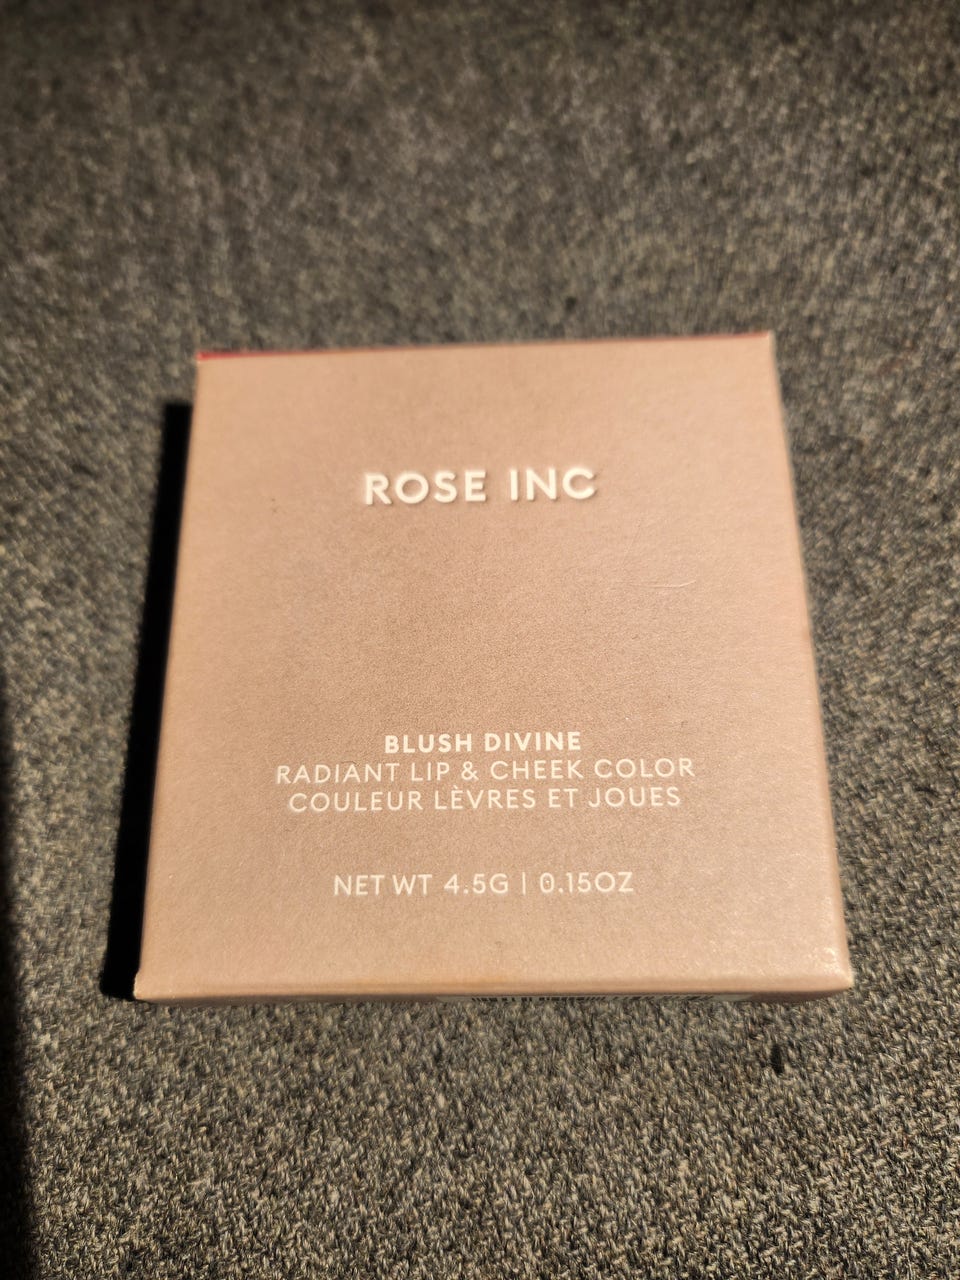 ROSE INC
BLUSH DIVINE
RADIANT LIP & CHEEK COLOR
COULEUR LÈVRES ET JOUES
NET WT 4.5G | 0.15OZ